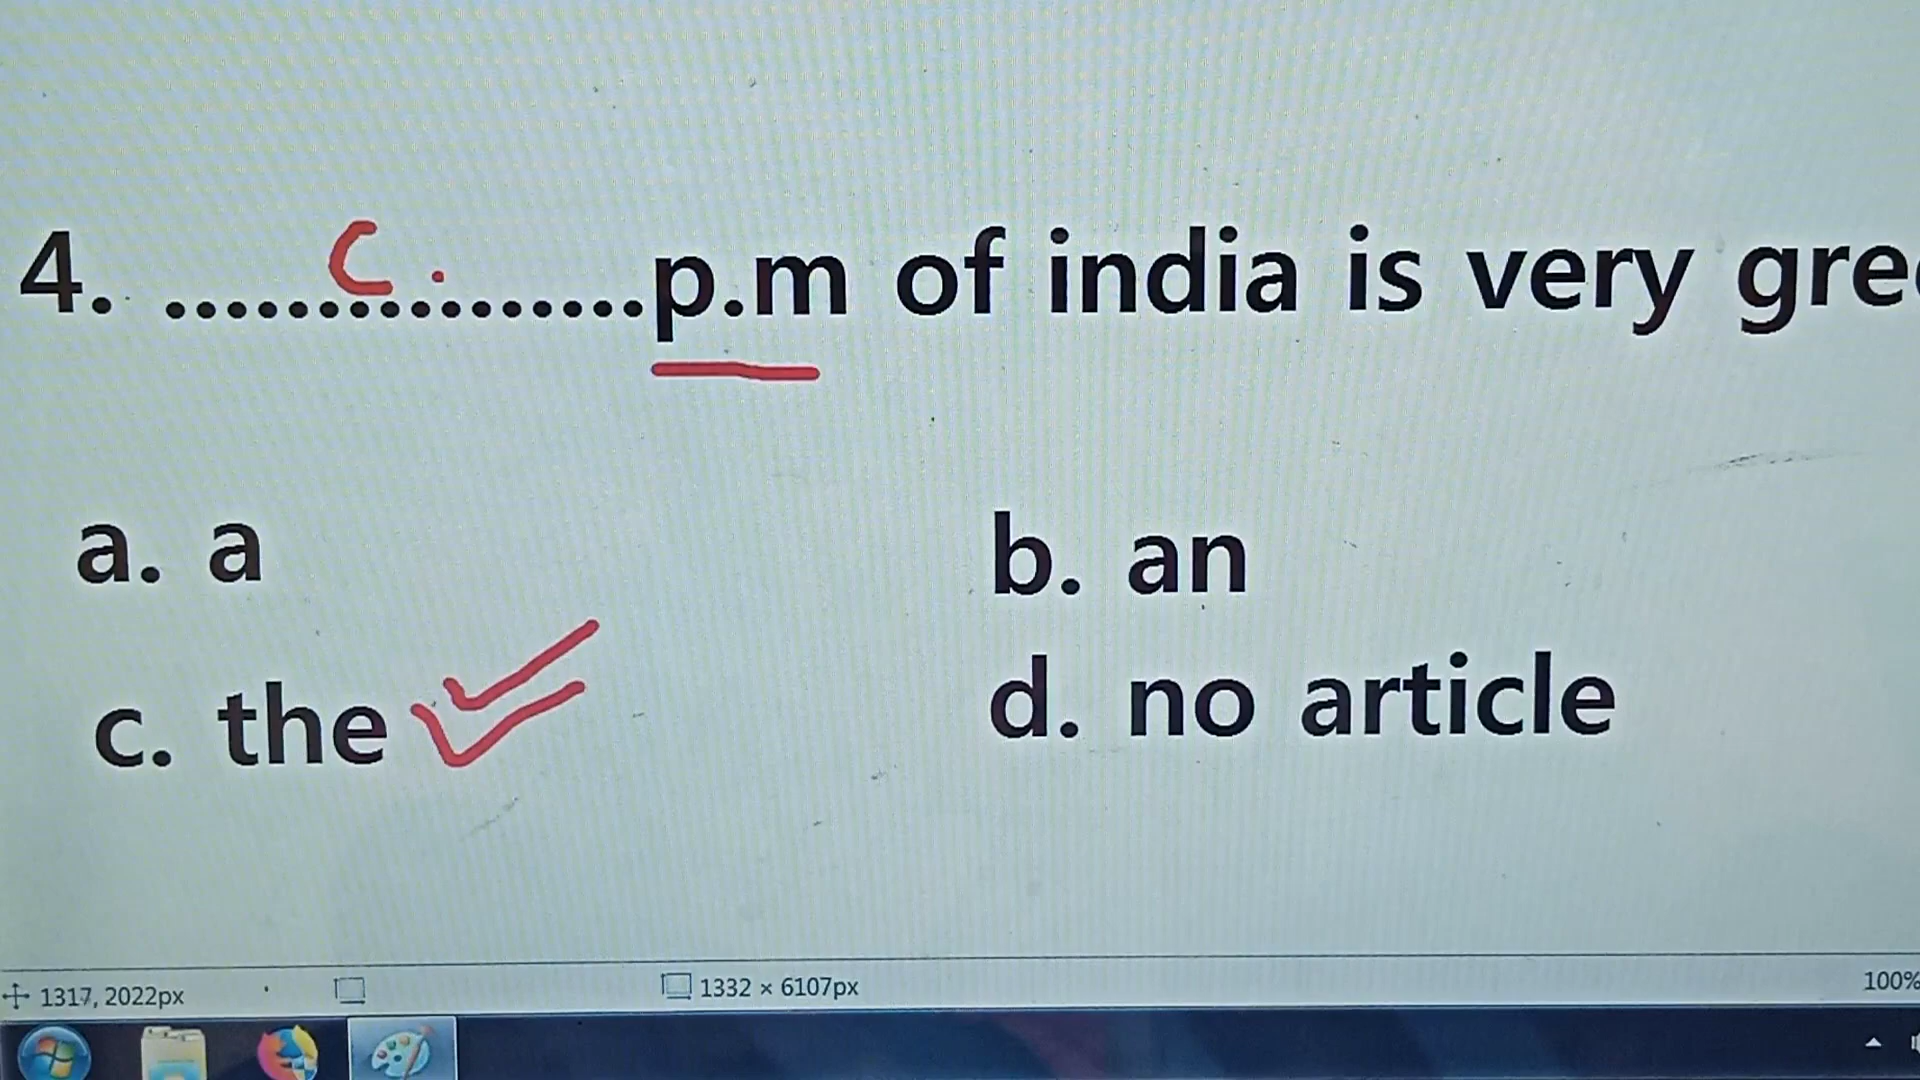 C.
4. ................p.m of india is very gre
a. a
b. an
c. the
d. no article
1317, 2022px
1332 × 6107px
100%